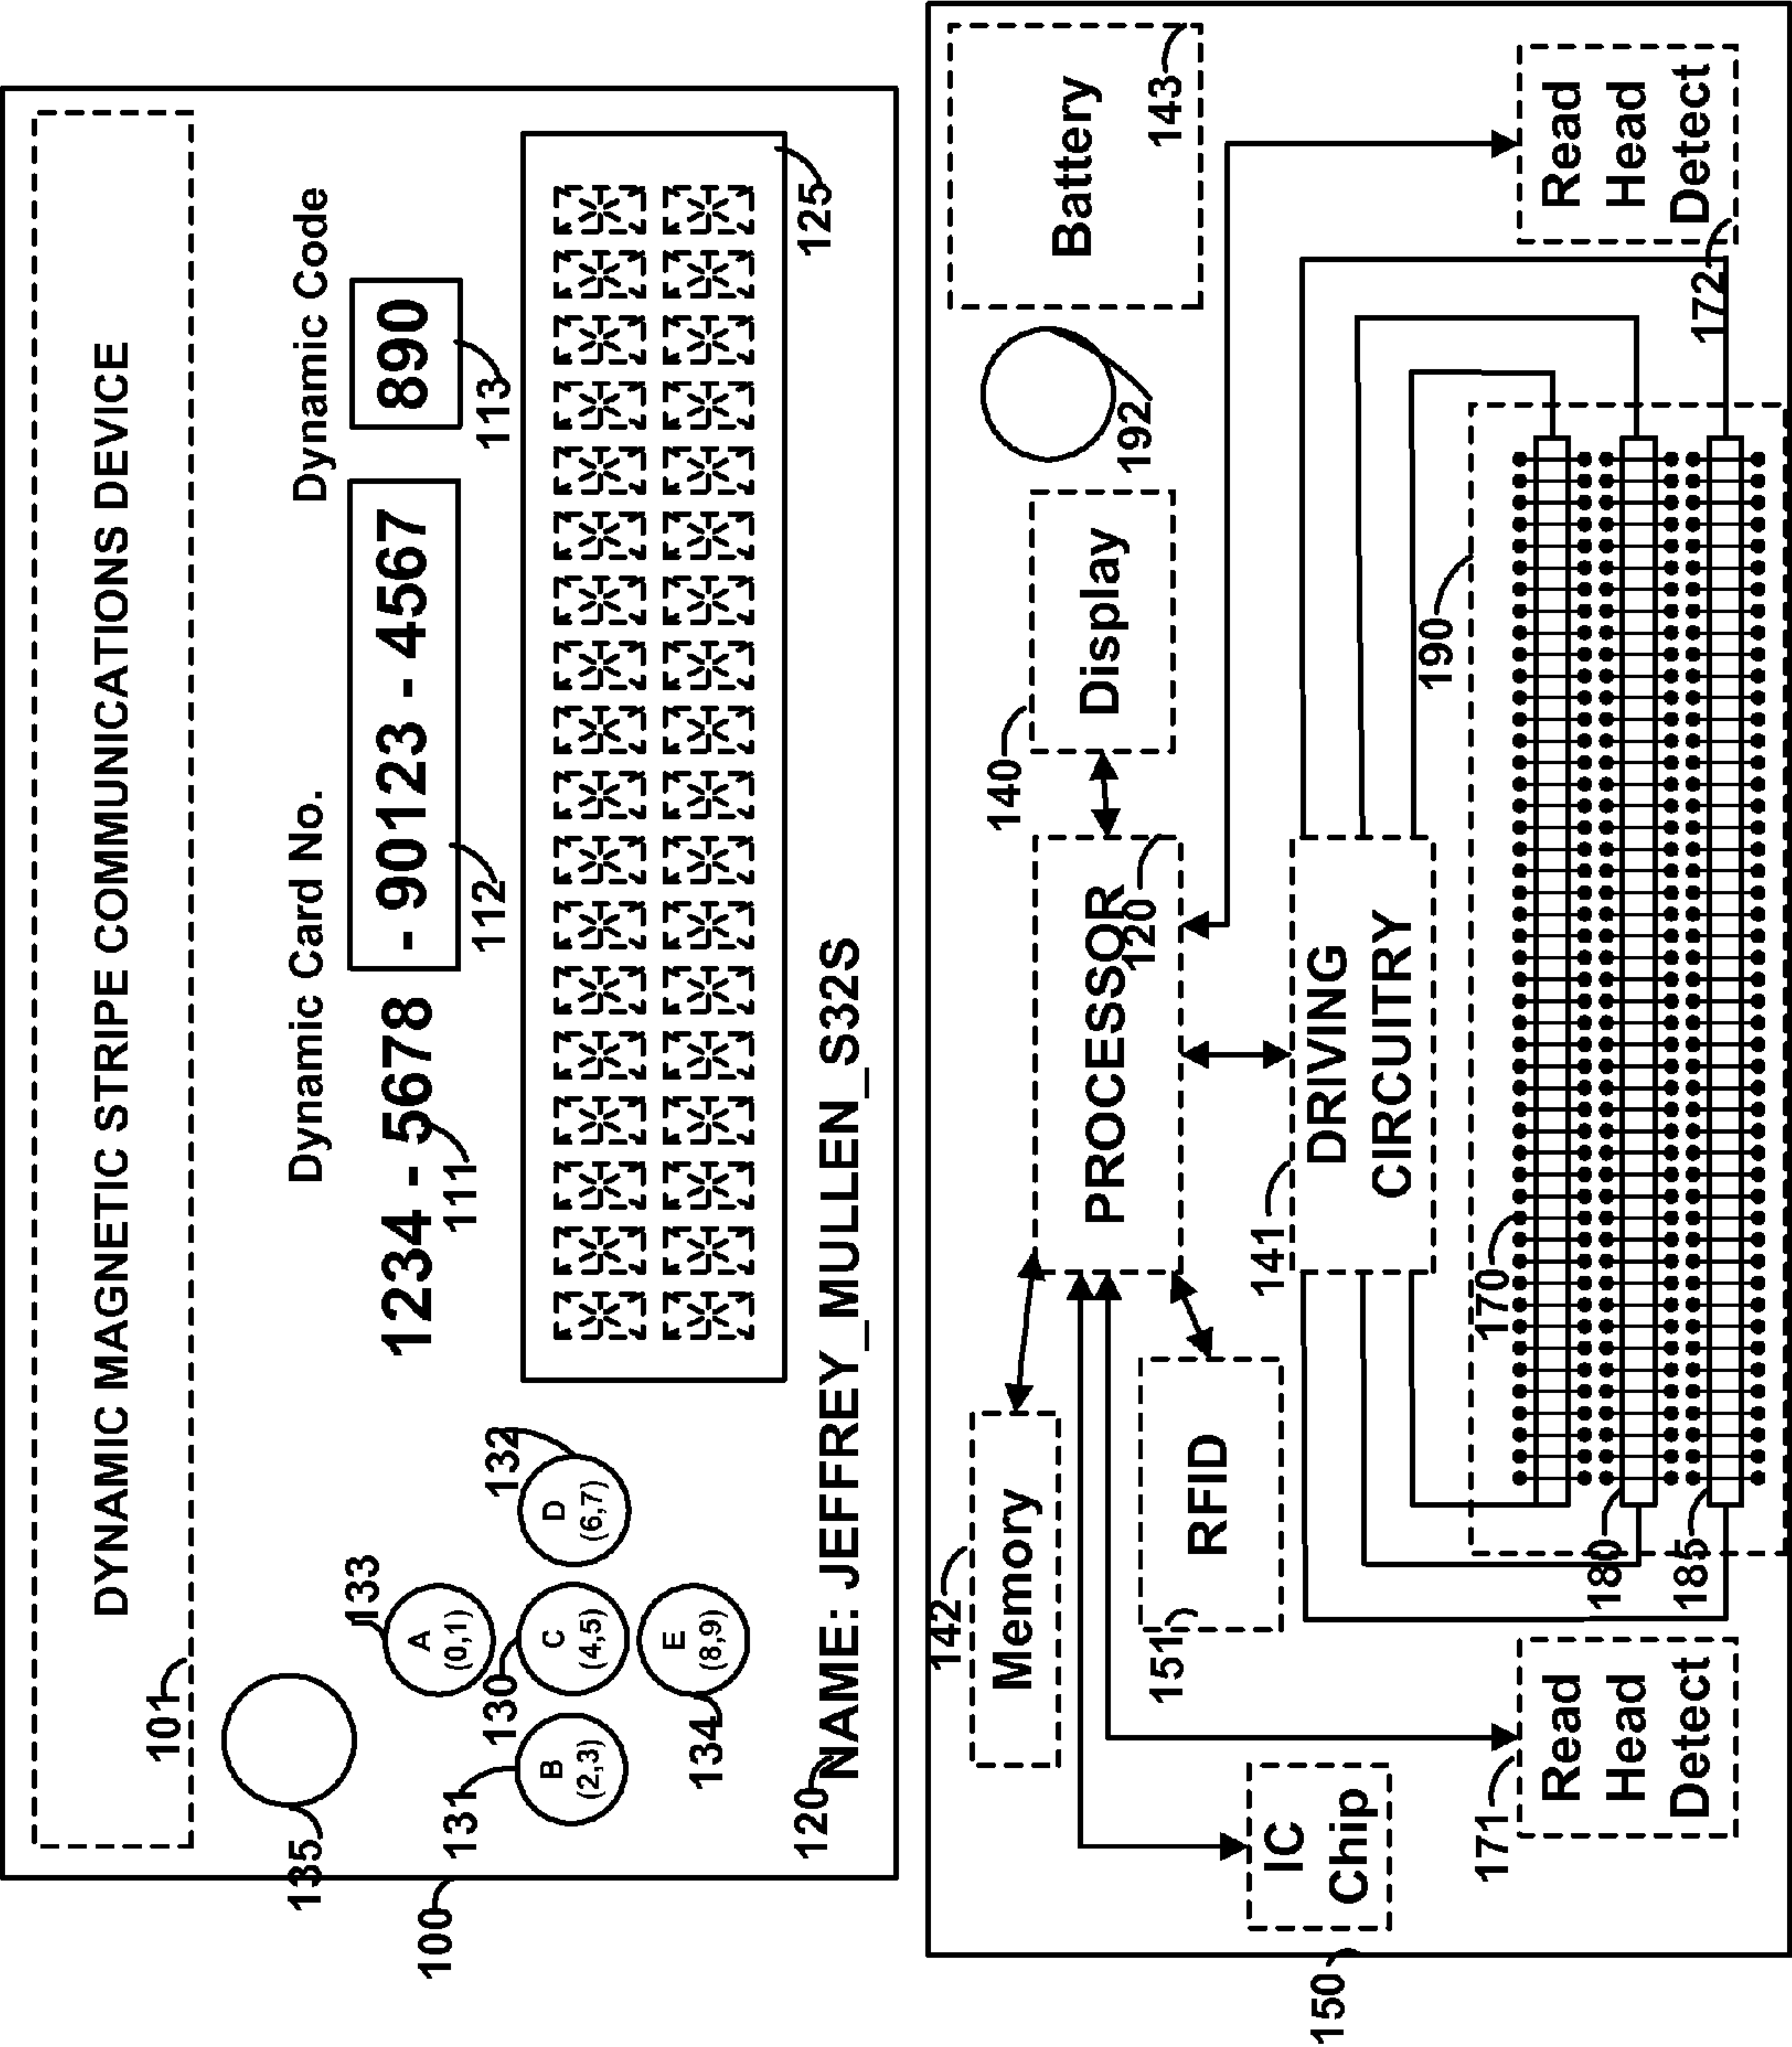 DYNAMIC MAGNETIC STRIPE COMMUNICATIONS DEVICE
101
135
100
Dynamic Card No.
Dynamic Code
1234 - 5678
- 90123 - 4567
890
111
112
113
133
A
(0,1)
130
C
(4,5)
131
B
(2,3)
132
D
(6,7)
134
E
(8,9)
125
120
NAME: JEFFREY_MULLEN_S32S
142
Memory
140
Display
192
Battery
143
PROCESSOR
120
151
RFID
150
IC
Chip
141
DRIVING
CIRCUITRY
190
170
180
185
171
Read
Head
Detect
172
Read
Head
Detect